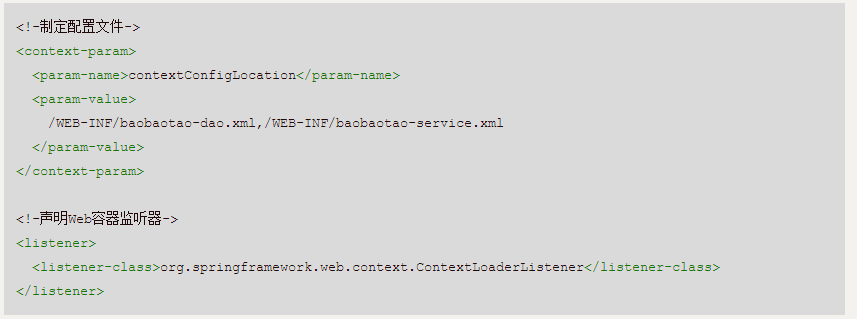 <!-制定配置文件->
<context-param>
<param-name>contextConfigLocation</param-name>
<param-value>
/WEB-INF/baobaotao-dao.xml,/WEB-INF/baobaotao-service.xml
</param-value>
</context-param>
<!-声明Web容器监听器->
<listener>
<listener-class>org.springframework.web.context.ContextLoaderListener</listener-class>
</listener>